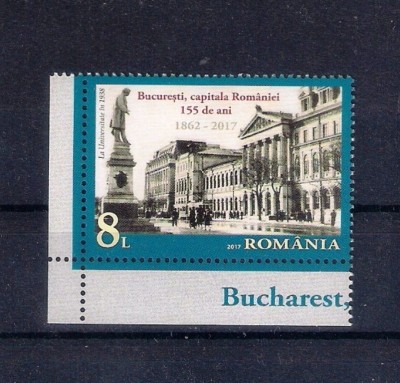 București, capitala României
155 de ani
1862 - 2017
La Universitate în 1938
8L
2017 ROMÂNIA
Bucharest,